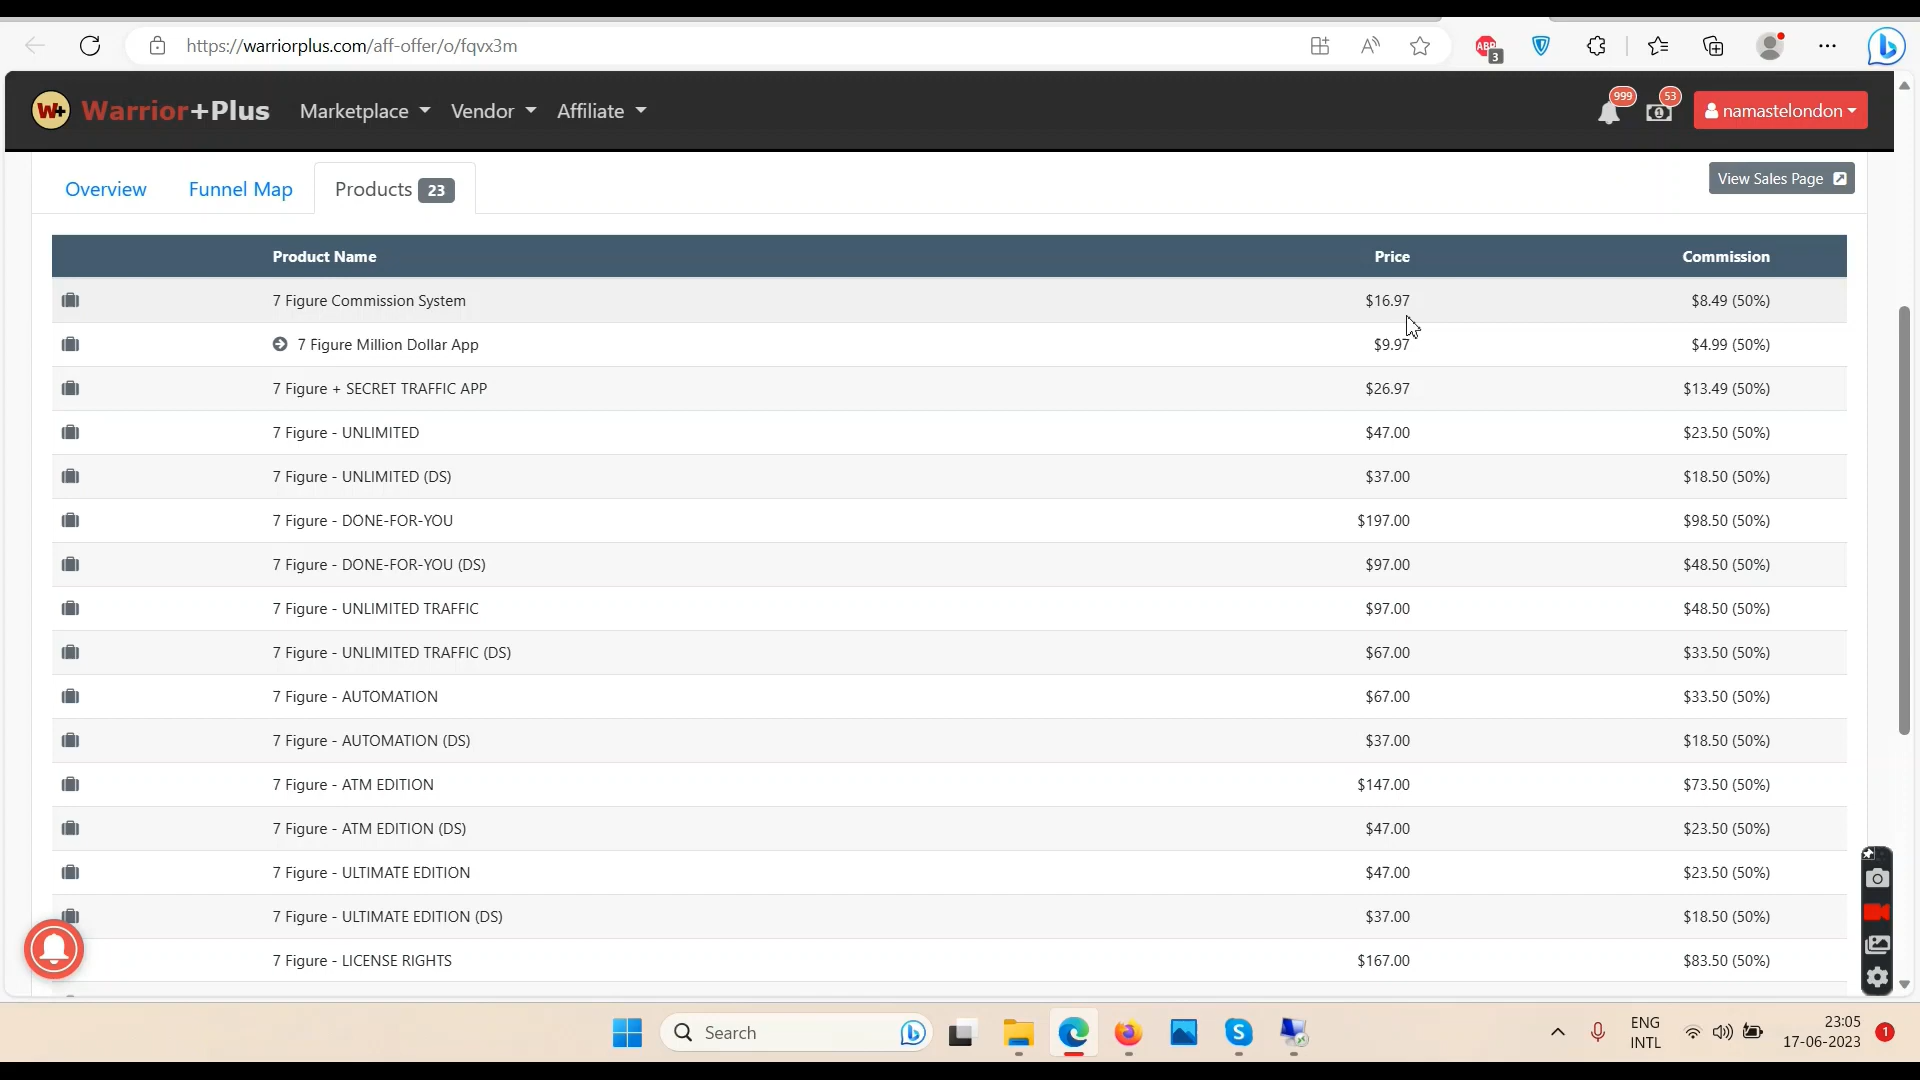 https://warriorplus.com/aff-offer/o/fqvx3m
ABP 3
W+ Warrior+Plus Marketplace Vendor Affiliate 999 53 namastelondon
Overview Funnel Map Products 23 View Sales Page
Product Name Price Commission
7 Figure Commission System $16.97 $8.49 (50%)
7 Figure Million Dollar App $9.97 $4.99 (50%)
7 Figure + SECRET TRAFFIC APP $26.97 $13.49 (50%)
7 Figure - UNLIMITED $47.00 $23.50 (50%)
7 Figure - UNLIMITED (DS) $37.00 $18.50 (50%)
7 Figure - DONE-FOR-YOU $197.00 $98.50 (50%)
7 Figure - DONE-FOR-YOU (DS) $97.00 $48.50 (50%)
7 Figure - UNLIMITED TRAFFIC $97.00 $48.50 (50%)
7 Figure - UNLIMITED TRAFFIC (DS) $67.00 $33.50 (50%)
7 Figure - AUTOMATION $67.00 $33.50 (50%)
7 Figure - AUTOMATION (DS) $37.00 $18.50 (50%)
7 Figure - ATM EDITION $147.00 $73.50 (50%)
7 Figure - ATM EDITION (DS) $47.00 $23.50 (50%)
7 Figure - ULTIMATE EDITION $47.00 $23.50 (50%)
7 Figure - ULTIMATE EDITION (DS) $37.00 $18.50 (50%)
7 Figure - LICENSE RIGHTS $167.00 $83.50 (50%)
Search ENG 23:05 1
INTL 17-06-2023